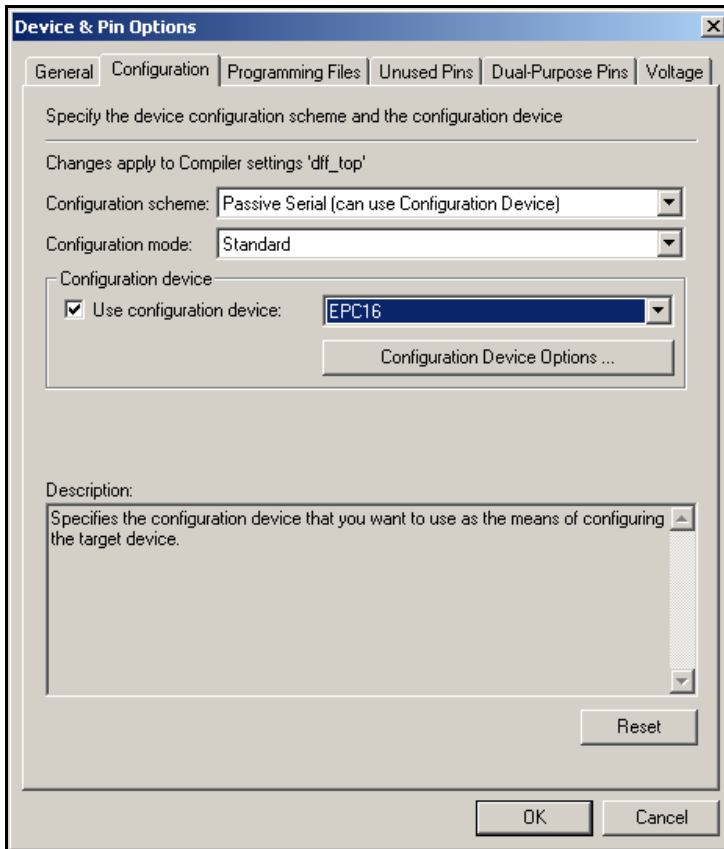 Device & Pin Options
General Configuration Programming Files Unused Pins Dual-Purpose Pins Voltage
Specify the device configuration scheme and the configuration device
Changes apply to Compiler settings 'dff_top'
Configuration scheme: Passive Serial (can use Configuration Device)
Configuration mode: Standard
Configuration device
Use configuration device: EPC16
Configuration Device Options ...
Description:
Specifies the configuration device that you want to use as the means of configuring
the target device.
Reset
OK Cancel